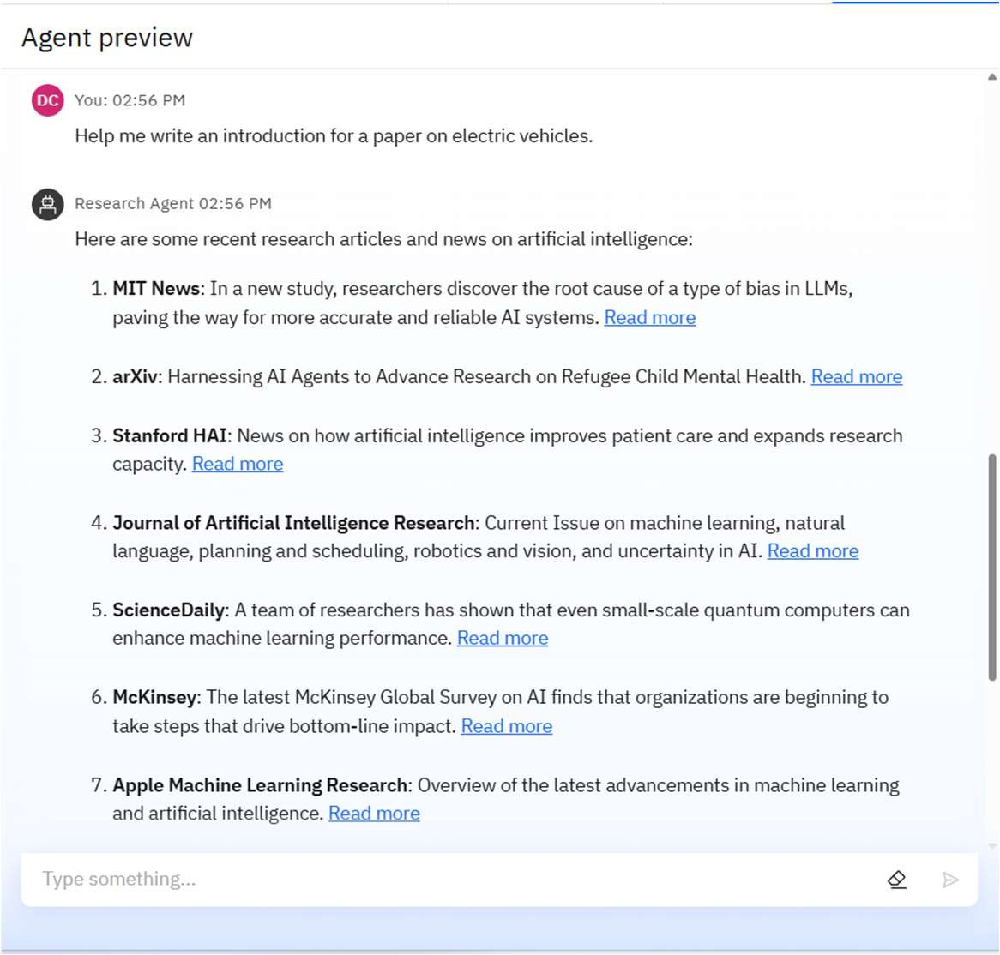 Agent preview
DC You: 02:56 PM
Help me write an introduction for a paper on electric vehicles.
Research Agent 02:56 PM
Here are some recent research articles and news on artificial intelligence:
1. MIT News: In a new study, researchers discover the root cause of a type of bias in LLMs,
paving the way for more accurate and reliable AI systems. Read more
2. arXiv: Harnessing AI Agents to Advance Research on Refugee Child Mental Health. Read more
3. Stanford HAI: News on how artificial intelligence improves patient care and expands research
capacity. Read more
4. Journal of Artificial Intelligence Research: Current Issue on machine learning, natural
language, planning and scheduling, robotics and vision, and uncertainty in AI. Read more
5. ScienceDaily: A team of researchers has shown that even small-scale quantum computers can
enhance machine learning performance. Read more
6. McKinsey: The latest McKinsey Global Survey on AI finds that organizations are beginning to
take steps that drive bottom-line impact. Read more
7. Apple Machine Learning Research: Overview of the latest advancements in machine learning
and artificial intelligence. Read more
Type something...